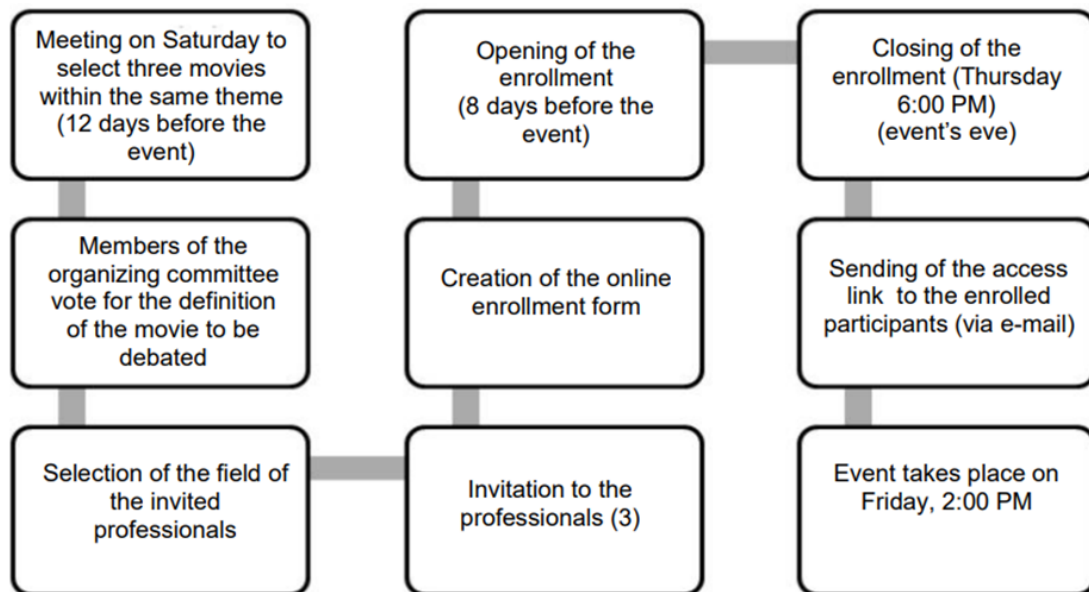 Meeting on Saturday to
select three movies
within the same theme
(12 days before the
event)
Members of the
organizing committee
vote for the definition
of the movie to be
debated
Selection of the field of
the invited
professionals
Invitation to the
professionals (3)
Creation of the online
enrollment form
Opening of the
enrollment
(8 days before the
event)
Closing of the
enrollment (Thursday
6:00 PM)
(event's eve)
Sending of the access
link to the enrolled
participants (via e-mail)
Event takes place on
Friday, 2:00 PM